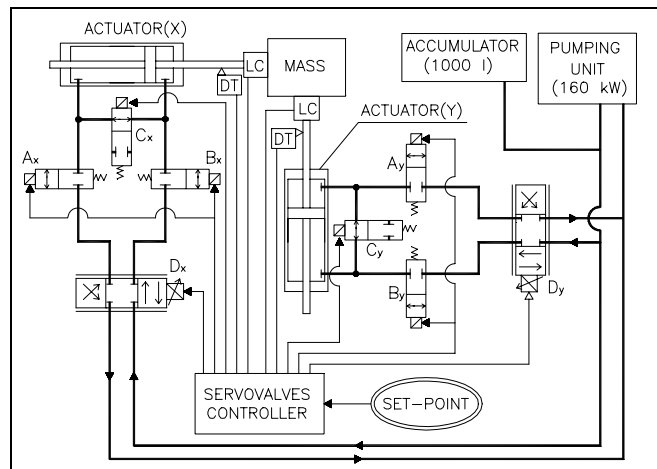 ACTUATOR(X)
LC
MASS
DT
LC
DT
ACCUMULATOR
(1000 l)
PUMPING
UNIT
(160 kW)
ACTUATOR(Y)
Cx
Ax
Bx
Ay
Cy
By
Dx
Dy
SERVOVALVES
CONTROLLER
SET-POINT